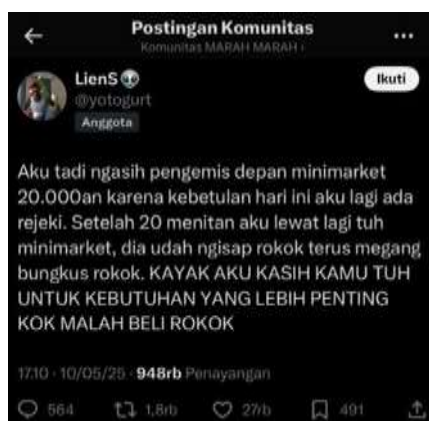 Postingan Komunitas
Komunitas MARAH MARAH
LienS
Ikuti
@yotogurt
Anggota
Aku tadi ngasih pengemis depan minimarket
20.000an karena kebetulan hari ini aku lagi ada
rejeki. Setelah 20 menitan aku lewat lagi tuh
minimarket, dia udah ngisap rokok terus megang
bungkus rokok. KAYAK AKU KASIH KAMU TUH
UNTUK KEBUTUHAN YANG LEBIH PENTING
KOK MALAH BELI ROKOK
17.10 · 10/05/25 · 948rb Penayangan
564 1,8rb 27rb 491